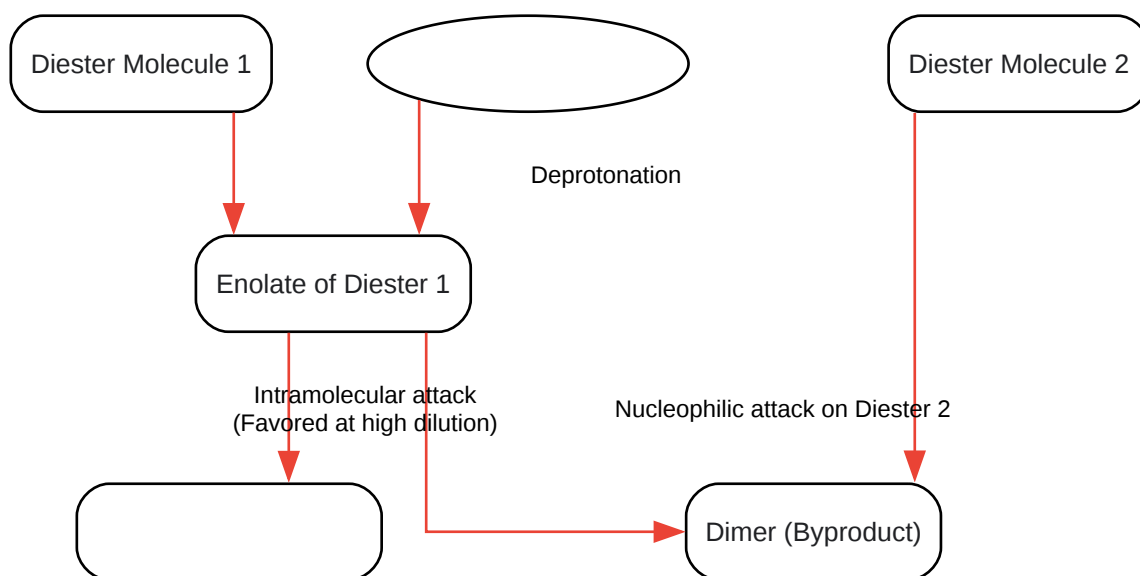 Diester Molecule 1
Diester Molecule 2
Deprotonation
Enolate of Diester 1
Intramolecular attack
(Favored at high dilution)
Nucleophilic attack on Diester 2
Dimer (Byproduct)